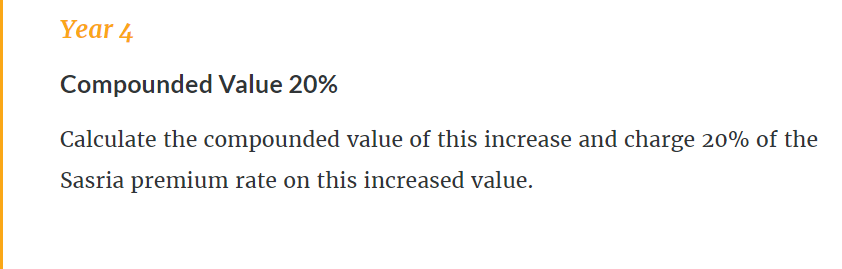 Year 4
Compounded Value 20%
Calculate the compounded value of this increase and charge 20% of the
Sasria premium rate on this increased value.